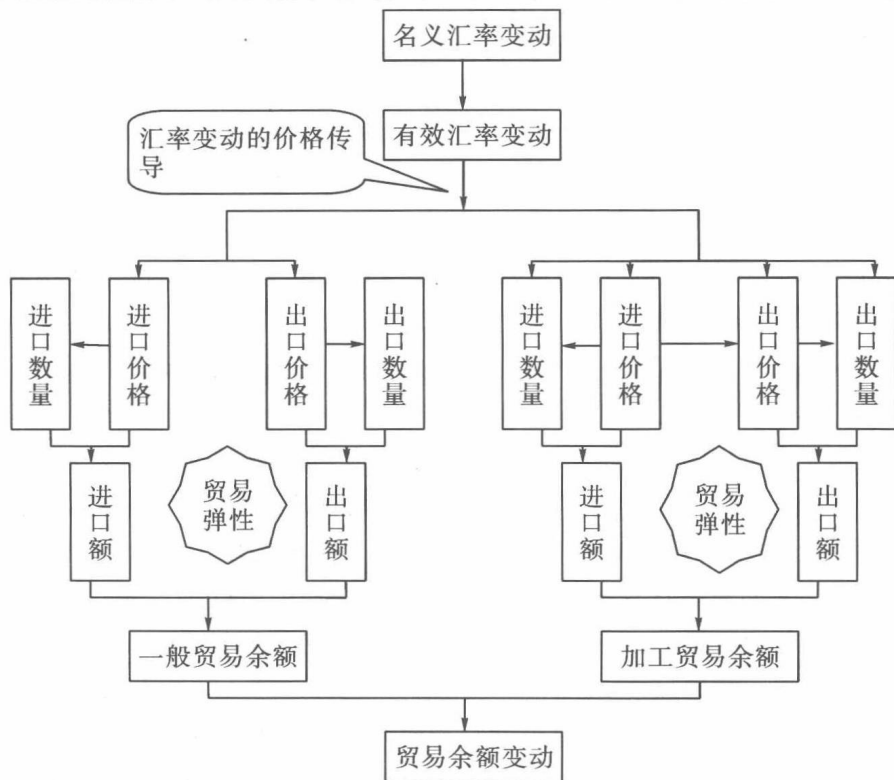 名义汇率变动
汇率变动的价格传
导
有效汇率变动
进口数量
进口价格
出口价格
出口数量
进口数量
进口价格
出口价格
出口数量
进口额
贸易
弹性
出口额
进口额
贸易
弹性
出口额
一般贸易余额
加工贸易余额
贸易余额变动